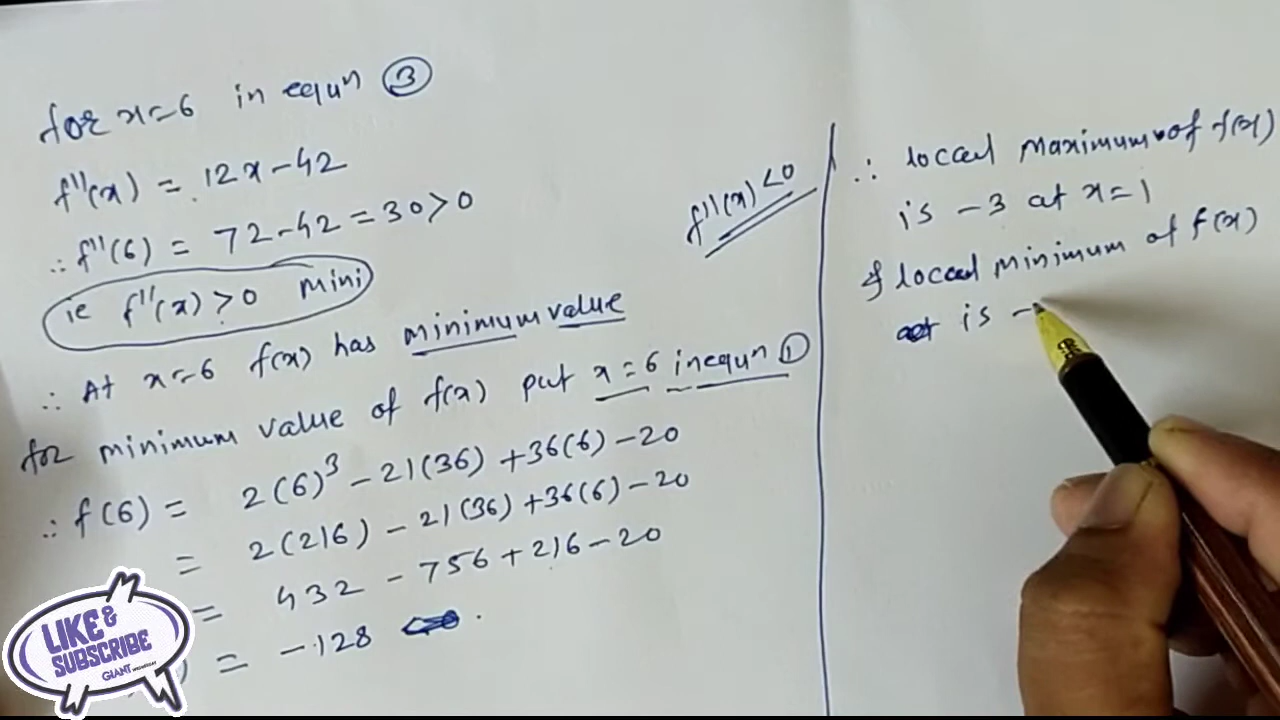 for x=6 in equn ③
f''(x) = 12x-42
∴ f''(6) = 72-42 = 30>0
ie f''(x) > 0 mini
∴ At x=6 f(x) has minimum value
for minimum value of f(x) put x=6 in equn ①
∴ f(6) = 2(6)³ - 21(36) + 36(6) - 20
= 2(216) - 21(36) + 36(6) - 20
= 432 - 756 + 216 - 20
) = -128
f''(x) < 0
∴ local maximum of f(x)
is -3 at x=1
& local minimum of f(x)
is -
LIKE &
SUBSCRIBE
GIANT